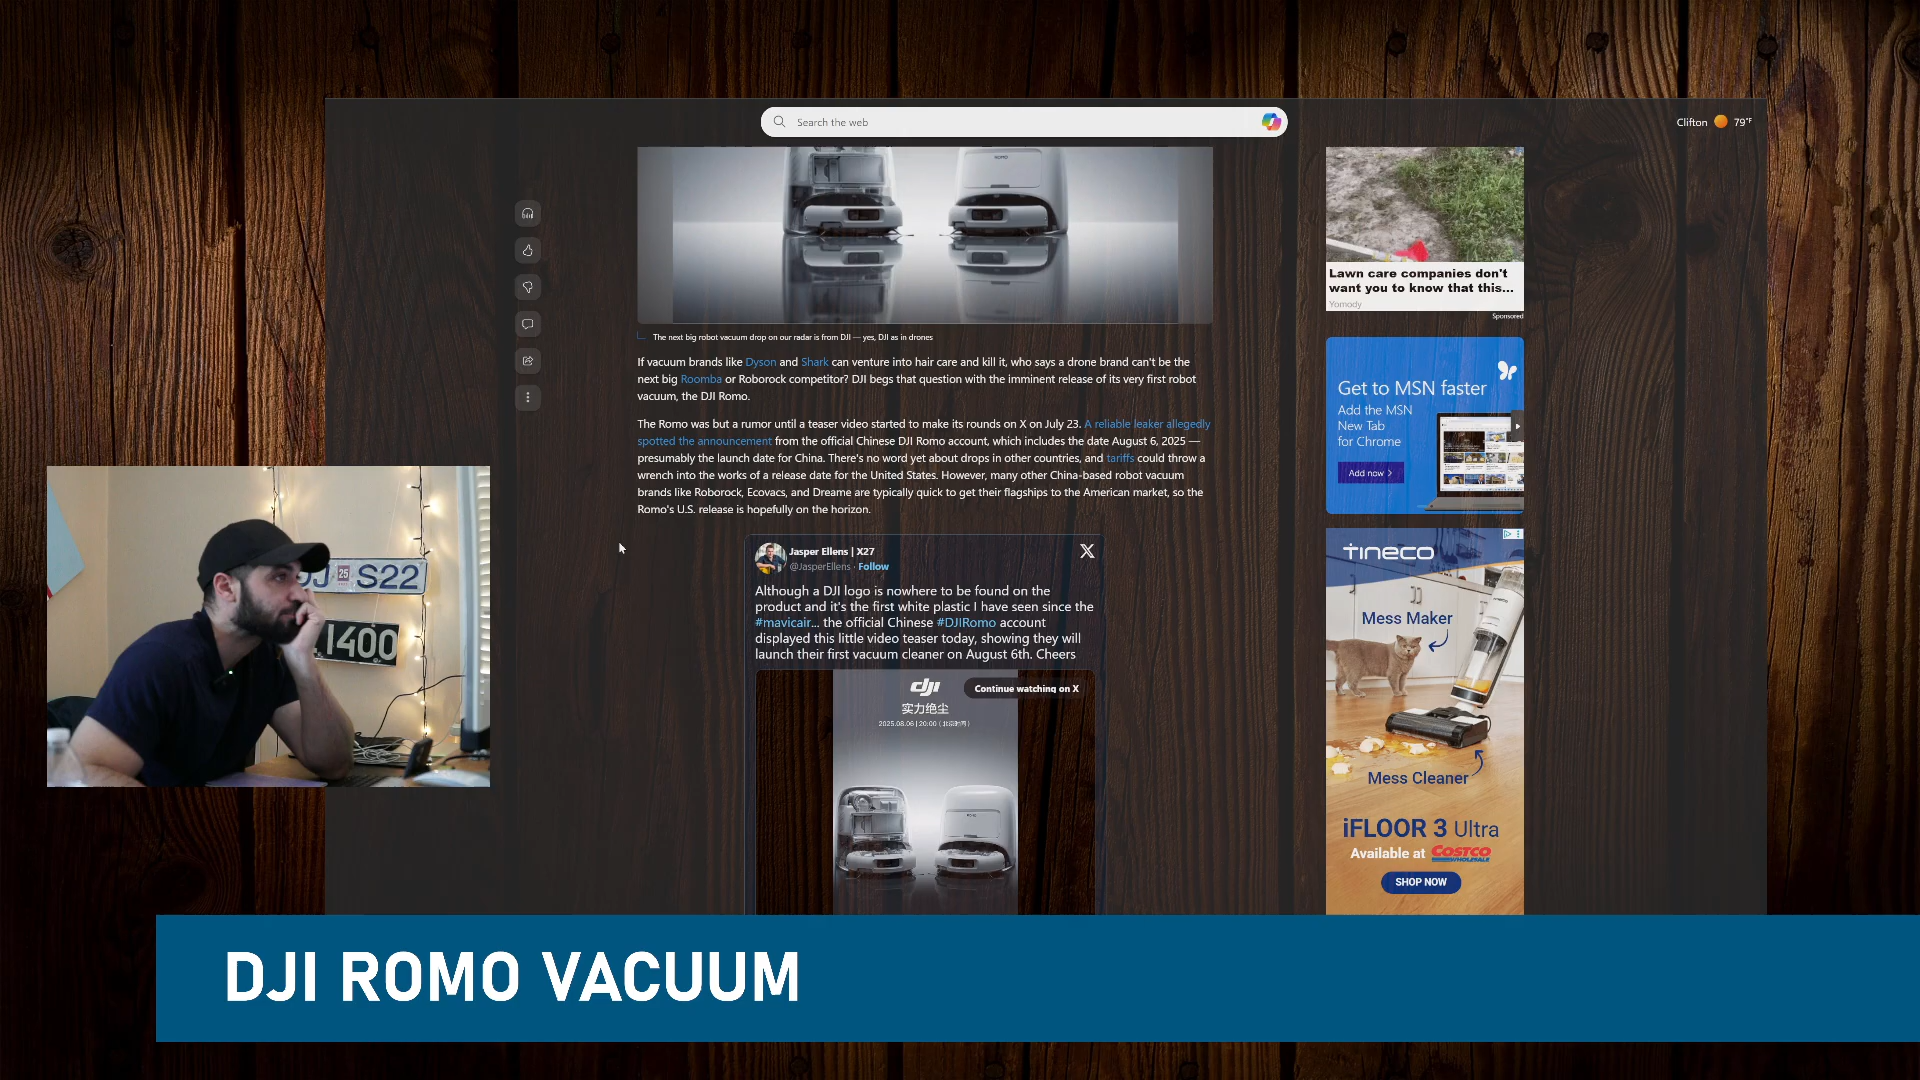 Search the web
Clifton 79°F
ROMO
The next big robot vacuum drop on our radar is from DJI — yes, DJI as in drones
If vacuum brands like Dyson and Shark can venture into hair care and kill it, who says a drone brand can't be the
next big Roomba or Roborock competitor? DJI begs that question with the imminent release of its very first robot
vacuum, the DJI Romo.
The Romo was but a rumor until a teaser video started to make its rounds on X on July 23. A reliable leaker allegedly
spotted the announcement from the official Chinese DJI Romo account, which includes the date August 6, 2025 —
presumably the launch date for China. There's no word yet about drops in other countries, and tariffs could throw a
wrench into the works of a release date for the United States. However, many other China-based robot vacuum
brands like Roborock, Ecovacs, and Dreame are typically quick to get their flagships to the American market, so the
Romo's U.S. release is hopefully on the horizon.
Jasper Ellens | X27
@JasperEllens · Follow
Although a DJI logo is nowhere to be found on the
product and it's the first white plastic I have seen since the
#mavicair... the official Chinese #DJIRomo account
displayed this little video teaser today, showing they will
launch their first vacuum cleaner on August 6th. Cheers
dji
Continue watching on X
实力绝尘
2025.08.06 | 20:00 (北京时间)
ROMO
Lawn care companies don't
want you to know that this...
Yomody
Sponsored
Get to MSN faster
Add the MSN
New Tab
for Chrome
Add now >
TINECO
Mess Maker
Mess Cleaner
iFLOOR 3 Ultra
Available at COSTCO
WHOLESALE
SHOP NOW
25 S22
1400
DJI ROMO VACUUM